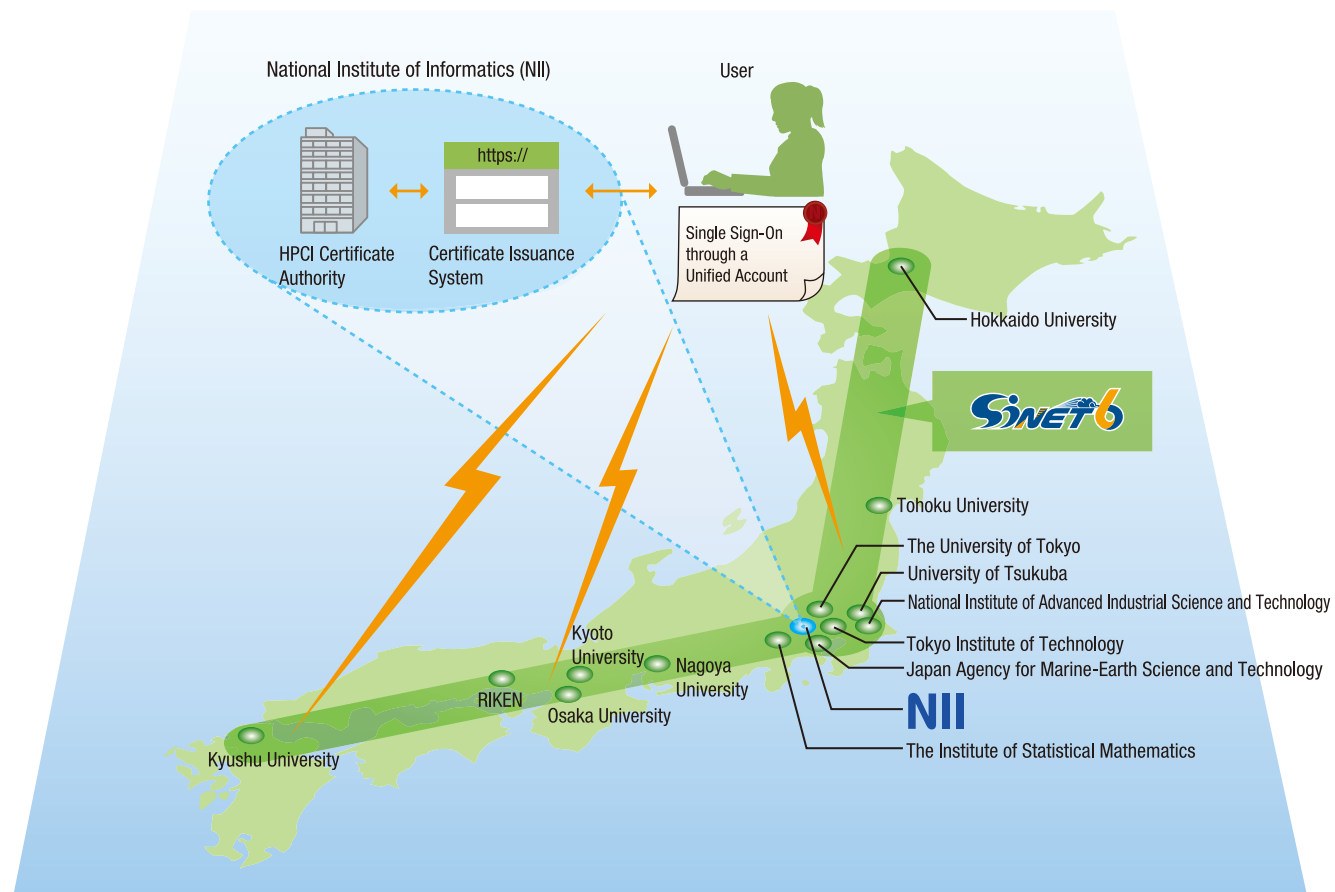 National Institute of Informatics (NII)
User
https://
HPCI Certificate
Authority
Certificate Issuance
System
Single Sign-On
through a
Unified Account
Hokkaido University
SINET6
Tohoku University
The University of Tokyo
University of Tsukuba
National Institute of Advanced Industrial Science and Technology
Tokyo Institute of Technology
Japan Agency for Marine-Earth Science and Technology
NII
The Institute of Statistical Mathematics
Kyoto
University
Nagoya
University
RIKEN
Osaka University
Kyushu University